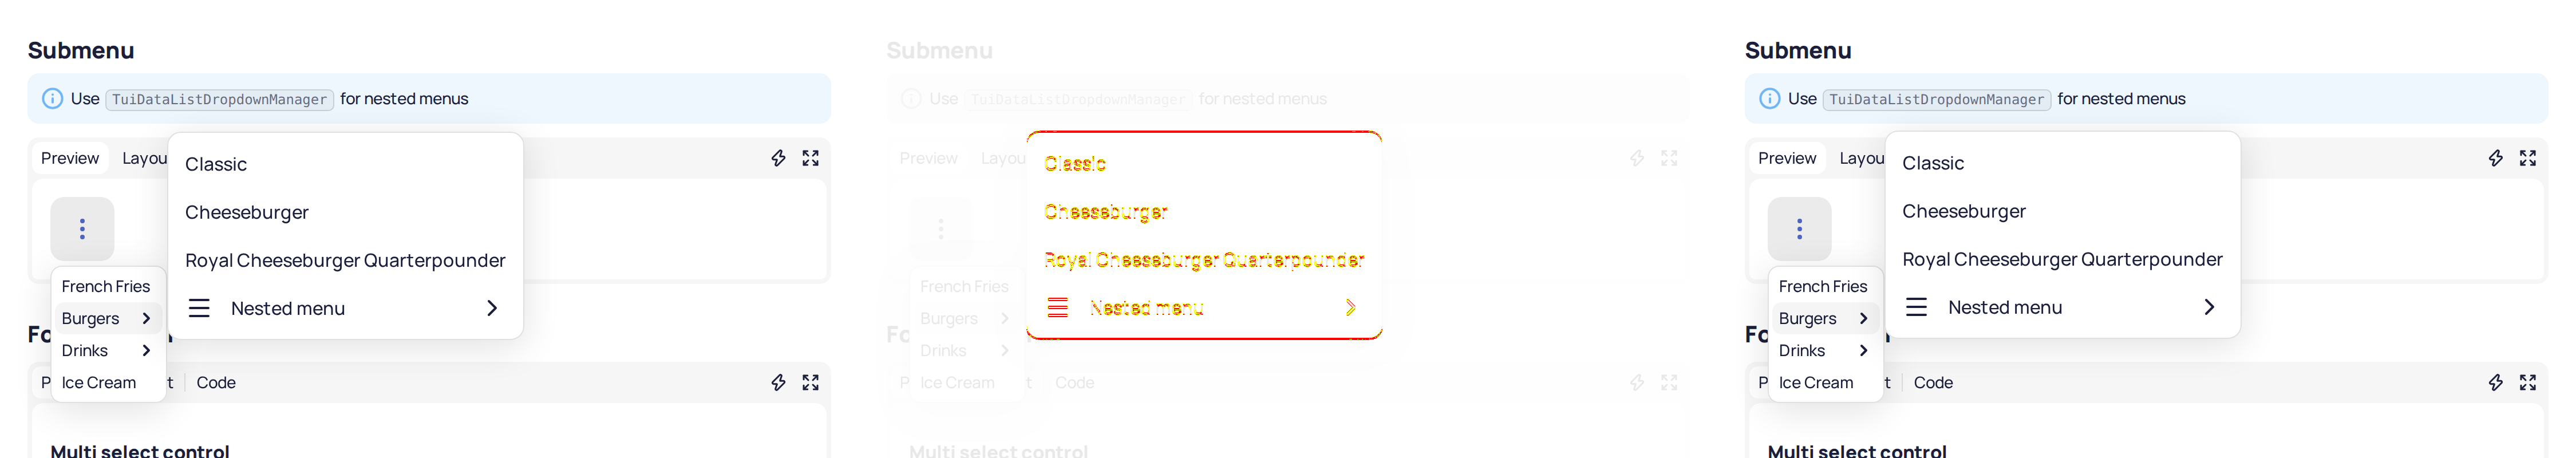 Submenu
Use TuiDataListDropdownManager for nested menus
Preview Layou
Classic
Cheeseburger
Royal Cheeseburger Quarterpounder
Nested menu
French Fries
Burgers
Drinks
Ice Cream
Fo
P t Code
Multi select control
Submenu
Use TuiDataListDropdownManager for nested menus
Preview Layou
Classic
Cheeseburger
Royal Cheeseburger Quarterpounder
Nested menu
French Fries
Burgers
Drinks
Ice Cream
Fo
P t Code
Multi select control
Submenu
Use TuiDataListDropdownManager for nested menus
Preview Layou
Classic
Cheeseburger
Royal Cheeseburger Quarterpounder
Nested menu
French Fries
Burgers
Drinks
Ice Cream
Fo
P t Code
Multi select control